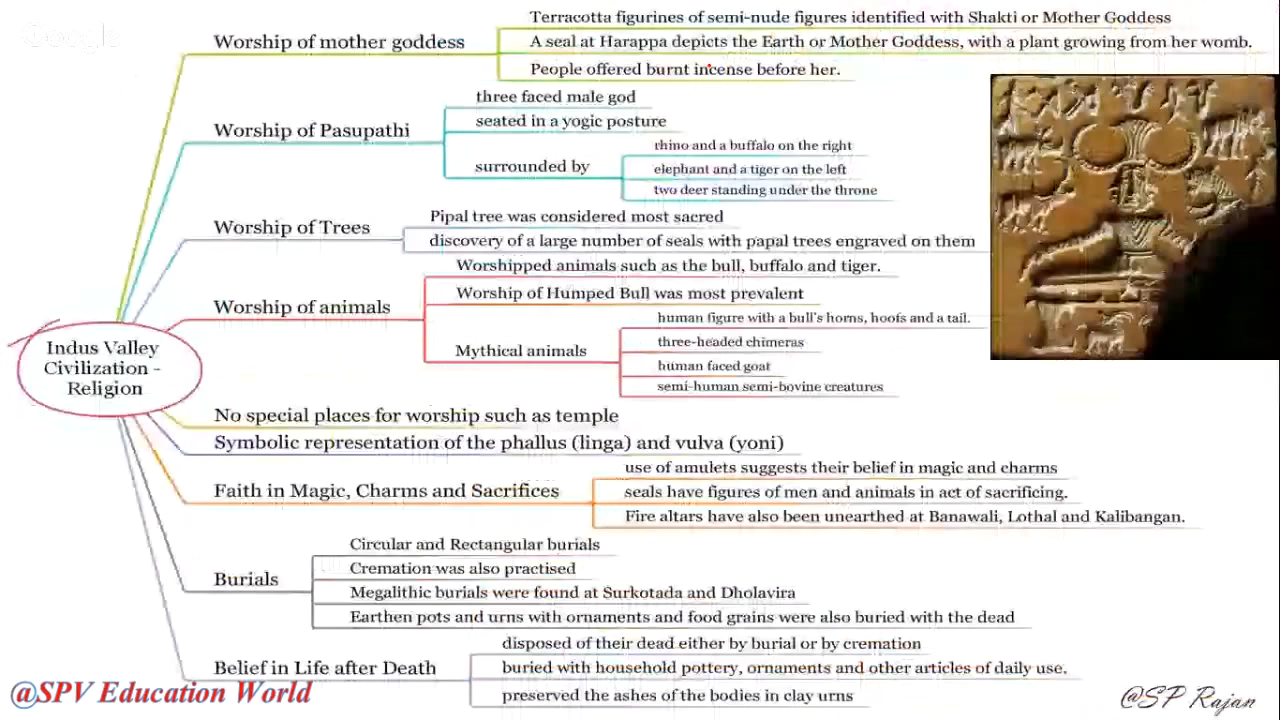 Google
Worship of mother goddess
Terracotta figurines of semi-nude figures identified with Shakti or Mother Goddess
A seal at Harappa depicts the Earth or Mother Goddess, with a plant growing from her womb.
People offered burnt incense before her.
Worship of Pasupathi
three faced male god
seated in a yogic posture
surrounded by
rhino and a buffalo on the right
elephant and a tiger on the left
two deer standing under the throne
Worship of Trees
Pipal tree was considered most sacred
discovery of a large number of seals with papal trees engraved on them
Worship of animals
Worshipped animals such as the bull, buffalo and tiger.
Worship of Humped Bull was most prevalent
Mythical animals
human figure with a bull's horns, hoofs and a tail.
three-headed chimeras
human faced goat
semi-human semi-bovine creatures
Indus Valley
Civilization -
Religion
No special places for worship such as temple
Symbolic representation of the phallus (linga) and vulva (yoni)
Faith in Magic, Charms and Sacrifices
use of amulets suggests their belief in magic and charms
seals have figures of men and animals in act of sacrificing.
Fire altars have also been unearthed at Banawali, Lothal and Kalibangan.
Burials
Circular and Rectangular burials
Cremation was also practised
Megalithic burials were found at Surkotada and Dholavira
Earthen pots and urns with ornaments and food grains were also buried with the dead
Belief in Life after Death
disposed of their dead either by burial or by cremation
buried with household pottery, ornaments and other articles of daily use.
preserved the ashes of the bodies in clay urns
@SPV Education World
@SP Rajan